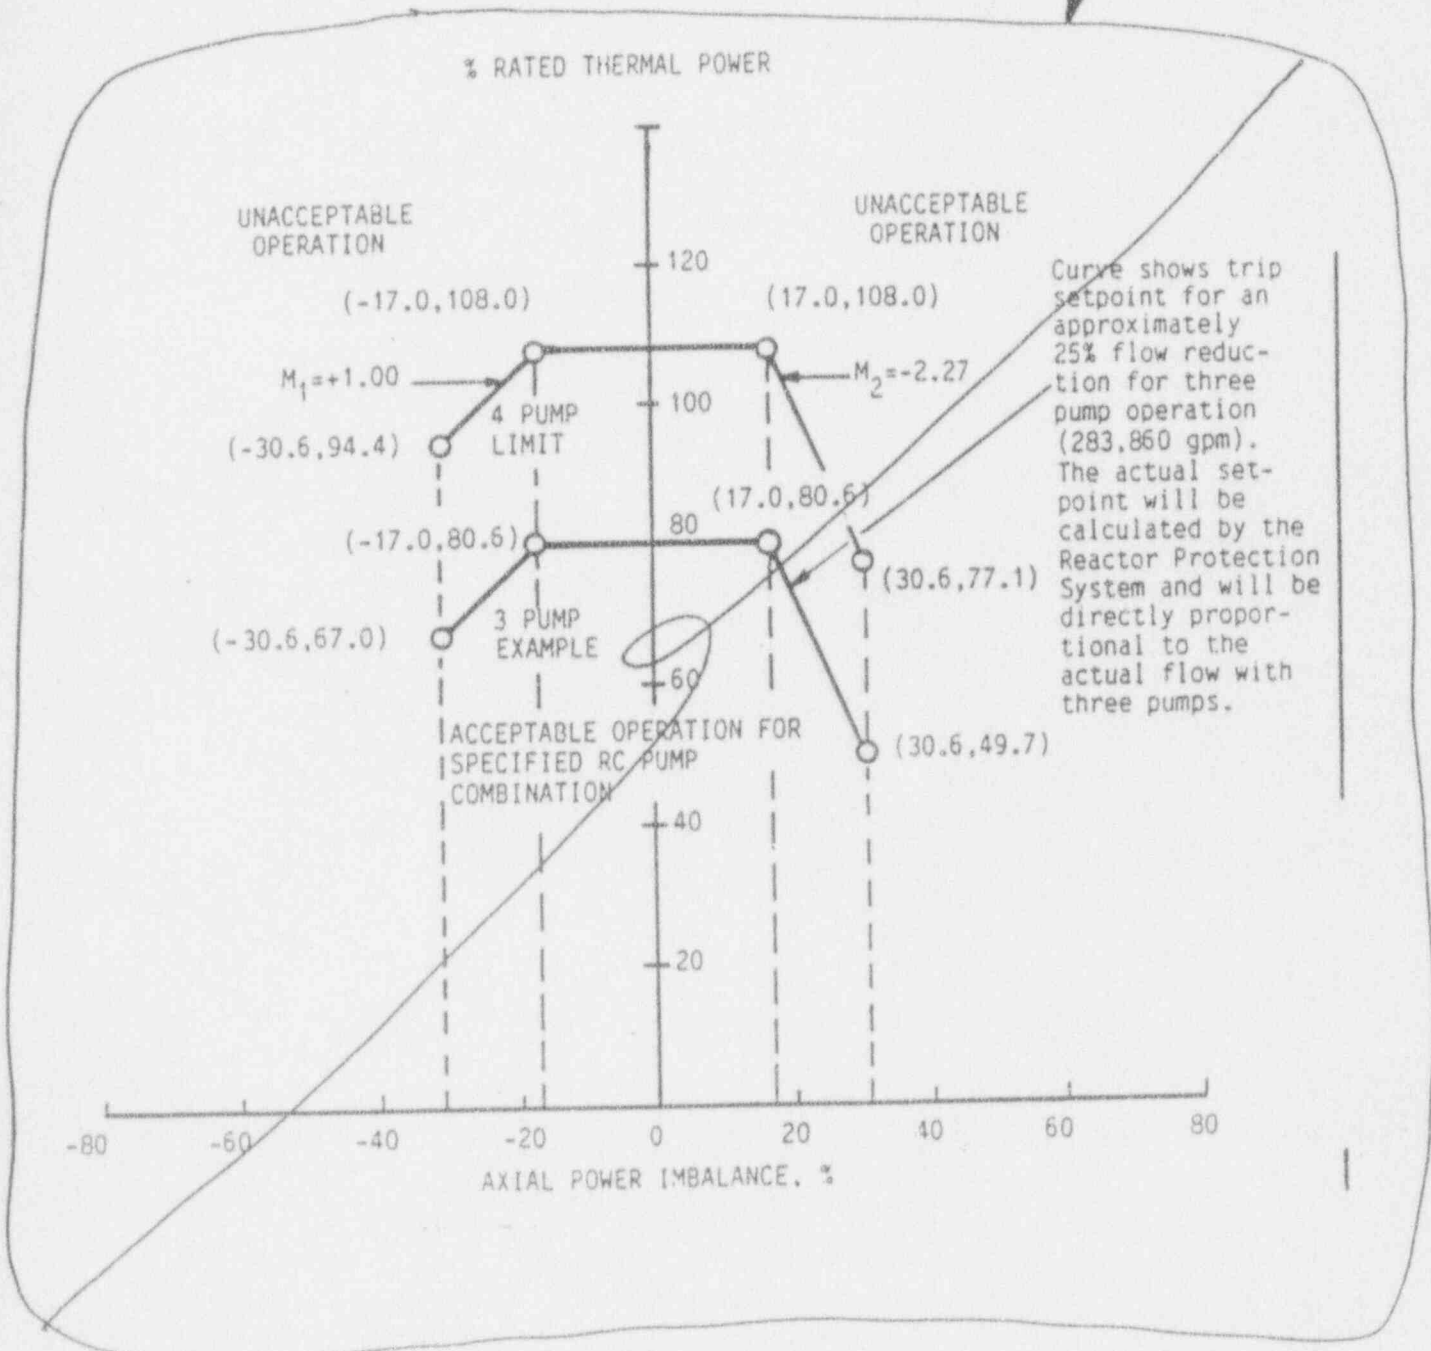 % RATED THERMAL POWER
UNACCEPTABLE
OPERATION
UNACCEPTABLE
OPERATION
120
(-17.0,108.0)
(17.0,108.0)
Curve shows trip
setpoint for an
approximately
25% flow reduc-
tion for three
pump operation
(283,860 gpm).
The actual set-
point will be
calculated by the
Reactor Protection
System and will be
directly propor-
tional to the
actual flow with
three pumps.
M1=+1.00
M2=-2.27
100
4 PUMP
LIMIT
(-30.6,94.4)
(17.0,80.6)
80
(-17.0,80.6)
(30.6,77.1)
3 PUMP
EXAMPLE
(-30.6,67.0)
60
ACCEPTABLE OPERATION FOR
SPECIFIED RC PUMP
COMBINATION
(30.6,49.7)
40
20
-80 -60 -40 -20 0 20 40 60 80
AXIAL POWER IMBALANCE, %